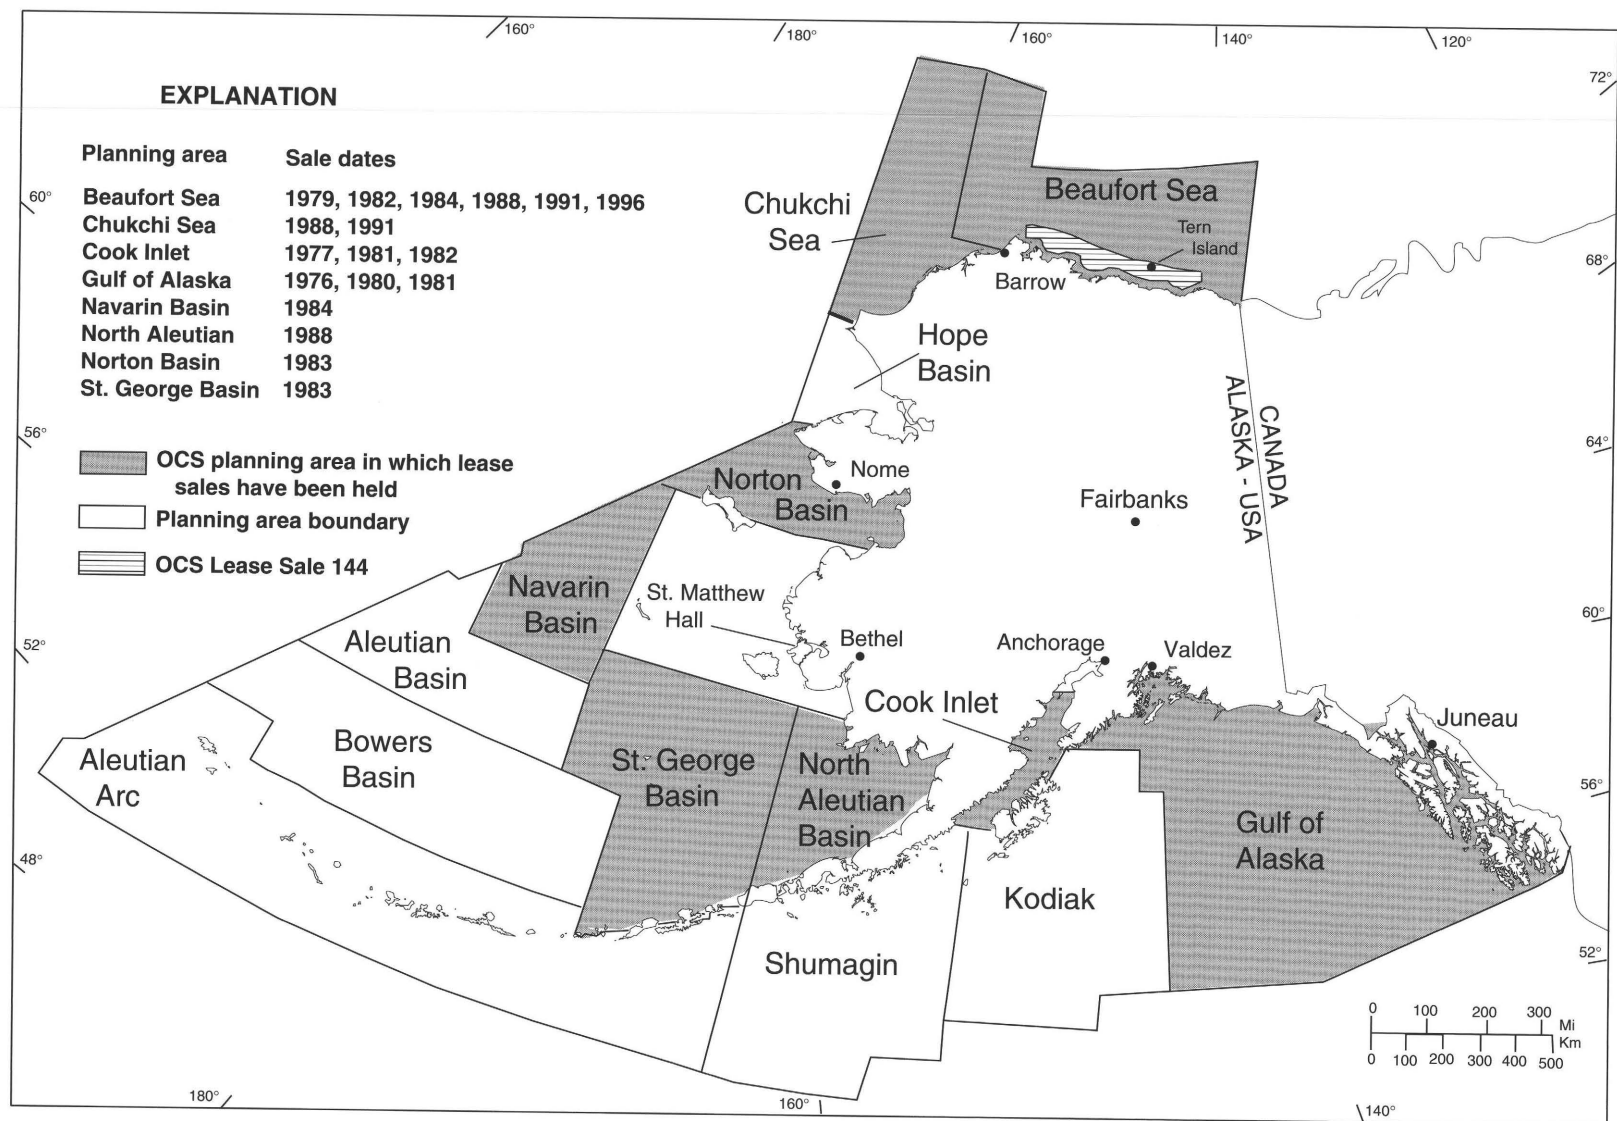 160°
180°
160°
140°
120°
72°
EXPLANATION
Planning area Sale dates
Beaufort Sea 1979, 1982, 1984, 1988, 1991, 1996
Chukchi Sea 1988, 1991
Cook Inlet 1977, 1981, 1982
Gulf of Alaska 1976, 1980, 1981
Navarin Basin 1984
North Aleutian 1988
Norton Basin 1983
St. George Basin 1983
OCS planning area in which lease
sales have been held
Planning area boundary
OCS Lease Sale 144
60°
56°
52°
48°
68°
64°
60°
56°
52°
Chukchi
Sea
Beaufort Sea
Tern
Island
Barrow
Hope
Basin
CANADA
ALASKA - USA
Norton
Basin
Nome
Fairbanks
Navarin
Basin
St. Matthew
Hall
Bethel
Anchorage
Valdez
Aleutian
Basin
Cook Inlet
Juneau
Aleutian
Arc
Bowers
Basin
St. George
Basin
North
Aleutian
Basin
Gulf of
Alaska
Kodiak
Shumagin
0 100 200 300
Mi
Km
0 100 200 300 400 500
180°
160°
140°